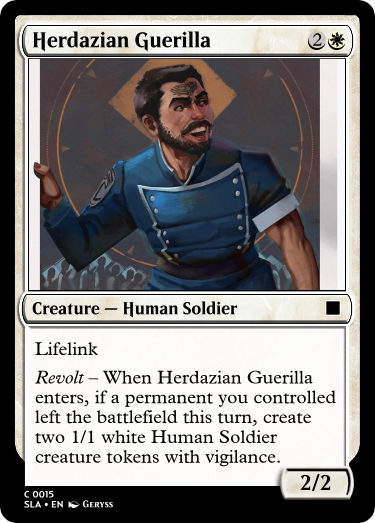 Herdazian Guerilla 2
Creature — Human Soldier
Lifelink
Revolt – When Herdazian Guerilla
enters, if a permanent you controlled
left the battlefield this turn, create
two 1/1 white Human Soldier
creature tokens with vigilance.
2/2
C 0015
SLA • EN Geryss